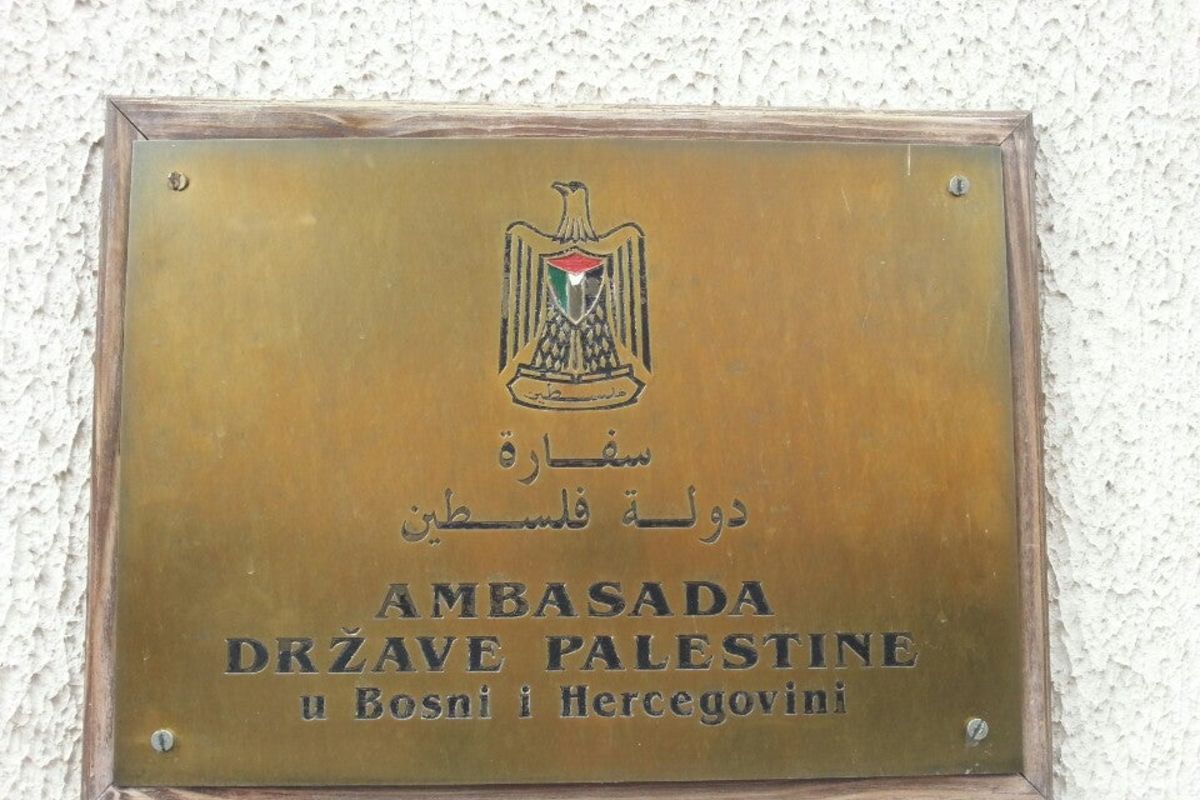 فلسطين
سفارة
دولة فلسطين
AMBASADA
DRŽAVE PALESTINE
u Bosni i Hercegovini